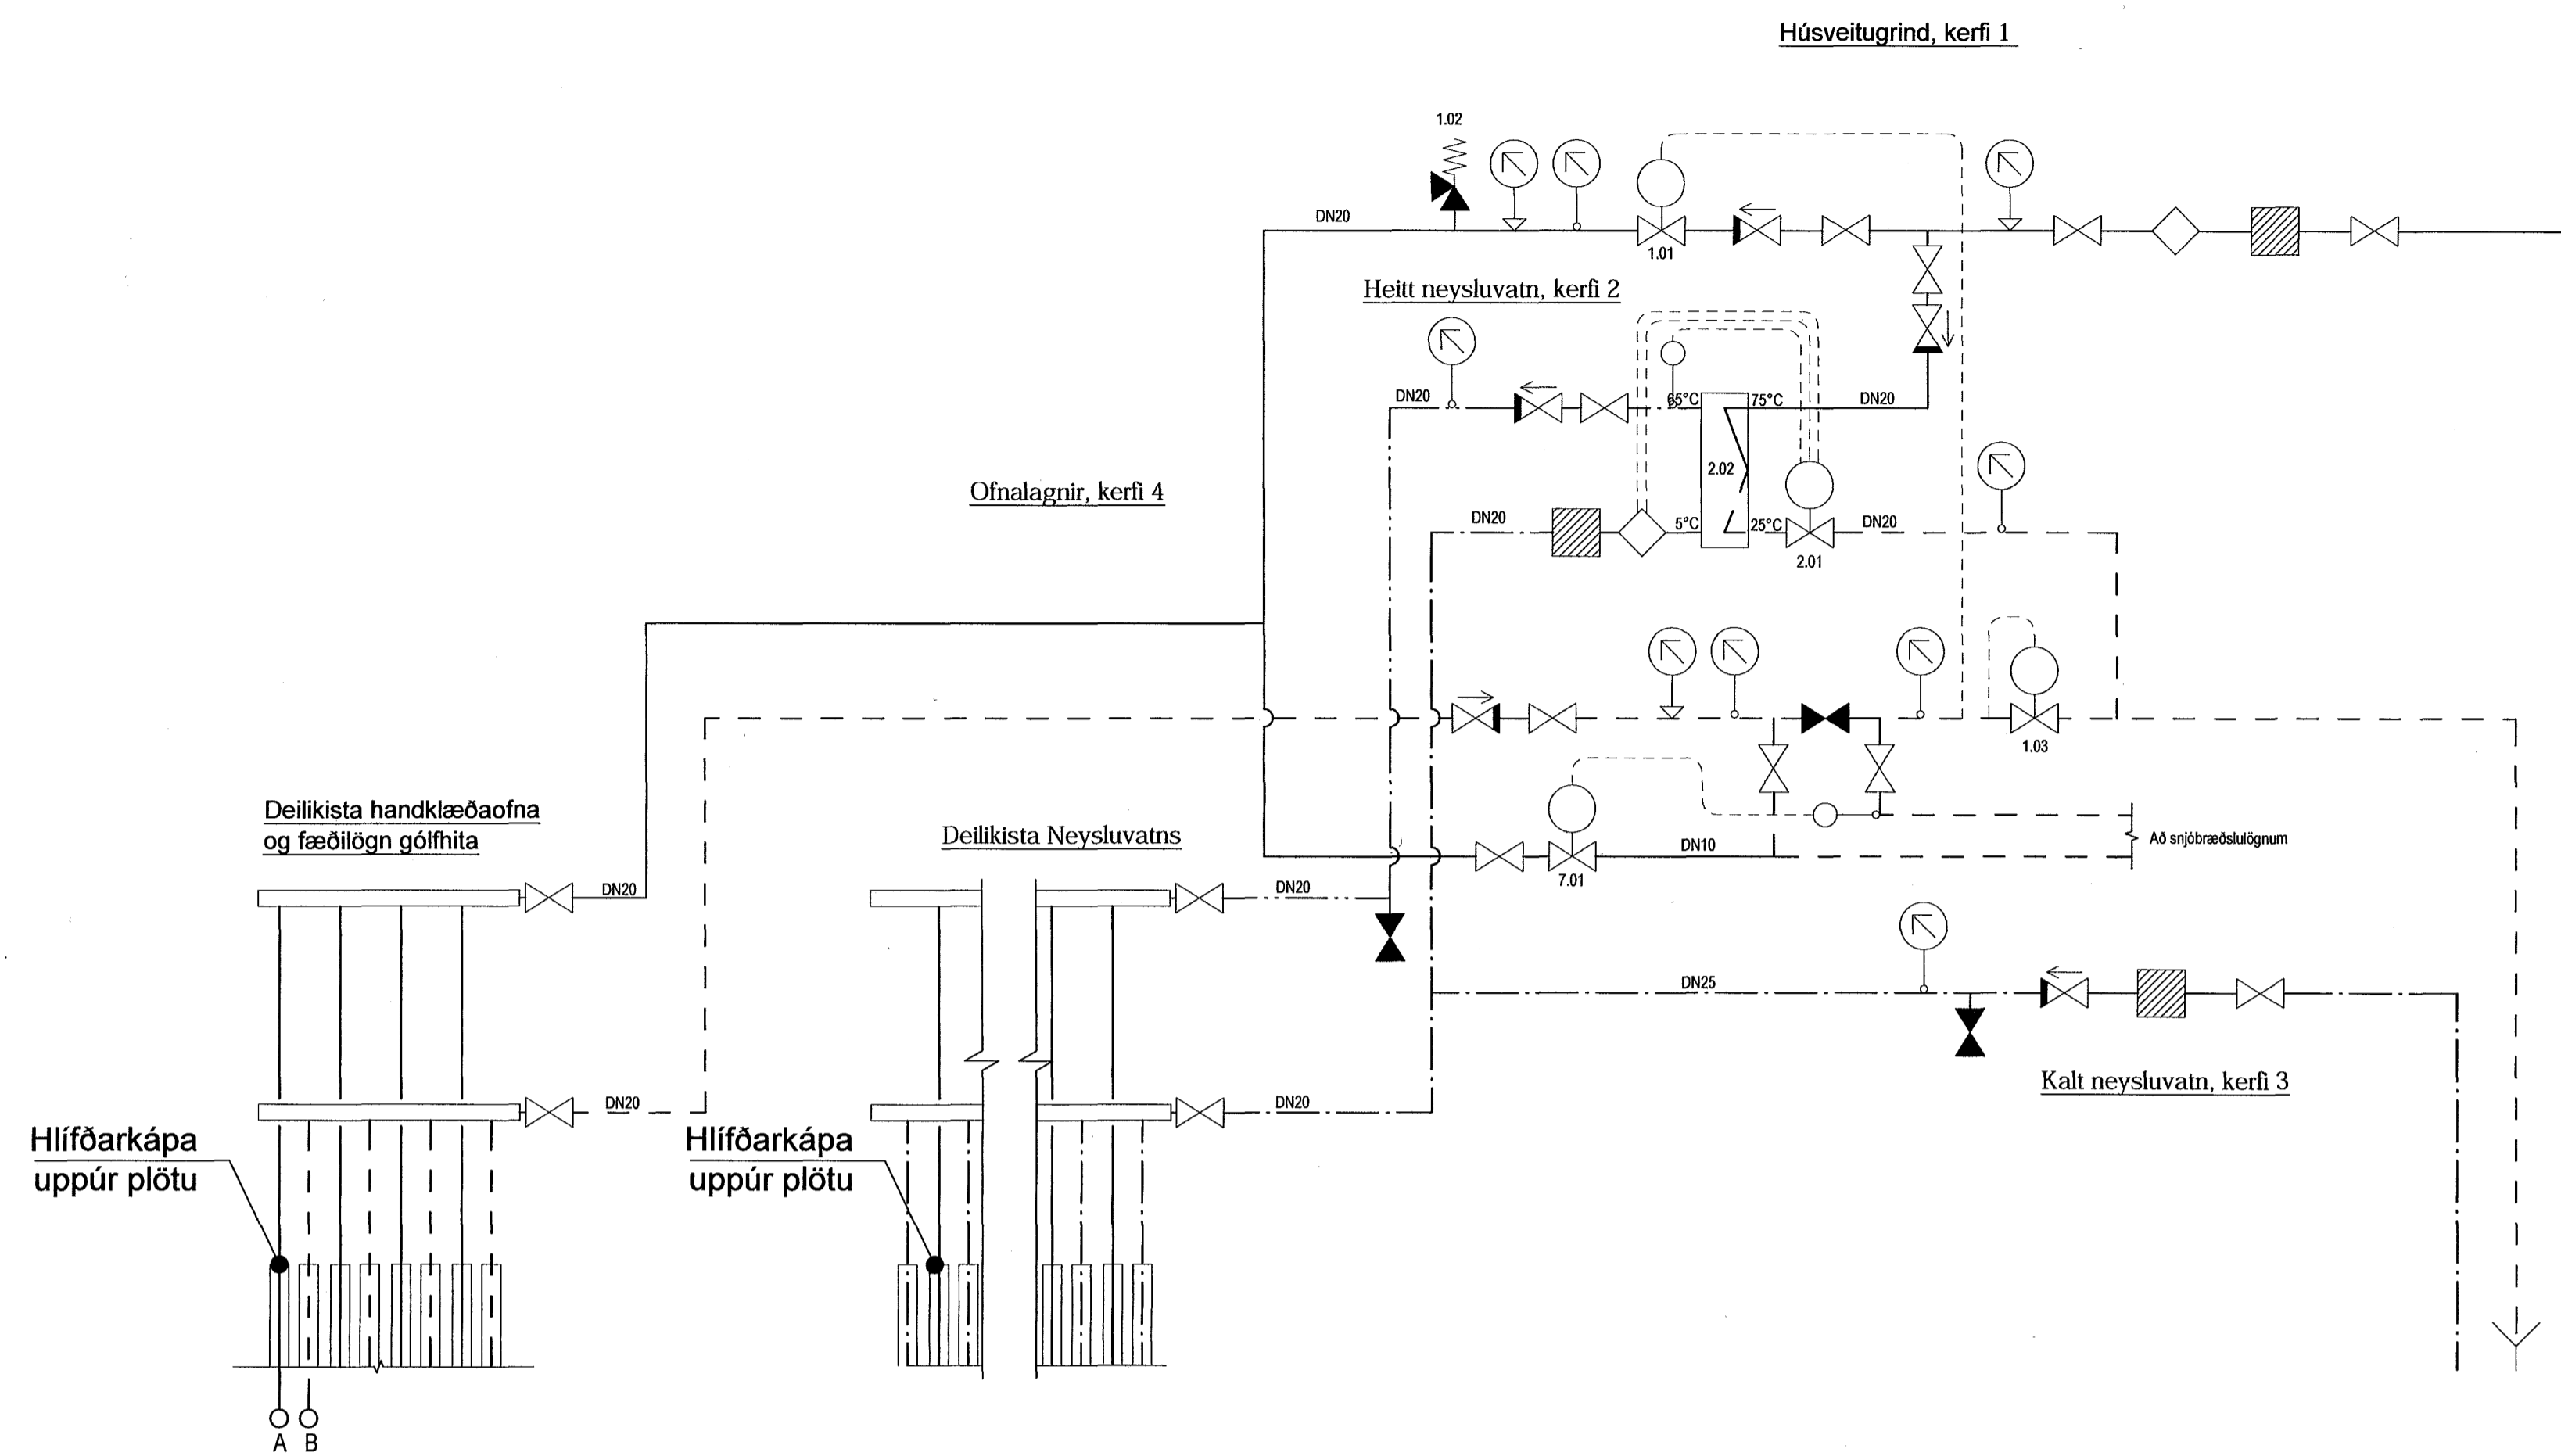 Húsveitugrind, kerfi 1
1.02
DN20
1.01
Heitt neysluvatn, kerfi 2
DN20
65°C
75°C
DN20
2.02
Ofnalagnir, kerfi 4
DN20
5°C
25°C
DN20
2.01
1.03
Deilikista handklæðaofna
og fæðilögn gólfhita
Deilikista Neysluvatns
DN10
Að snjóbræðslulögnum
7.01
DN20
DN20
DN25
Kalt neysluvatn, kerfi 3
DN20
DN20
Hlífðarkápa
uppúr plötu
Hlífðarkápa
uppúr plötu
A B